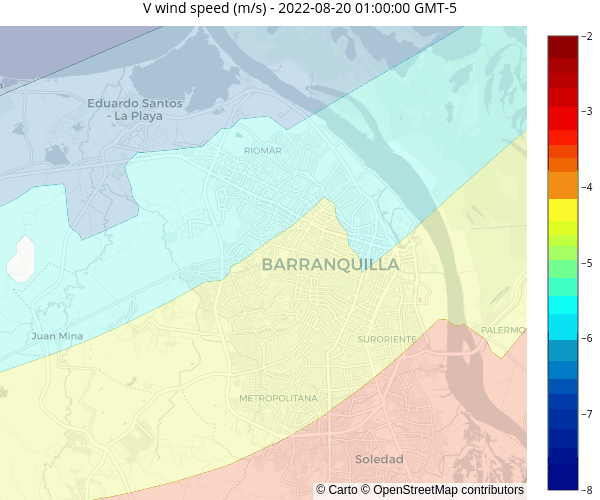 V wind speed (m/s) - 2022-08-20 01:00:00 GMT-5
Eduardo Santos
- La Playa
RIOMAR
BARRANQUILLA
Juan Mina
SURORIENTE
PALERMO
METROPOLITANA
Soledad
© Carto © OpenStreetMap contributors
−2
−3
−4
−5
−6
−7
−8